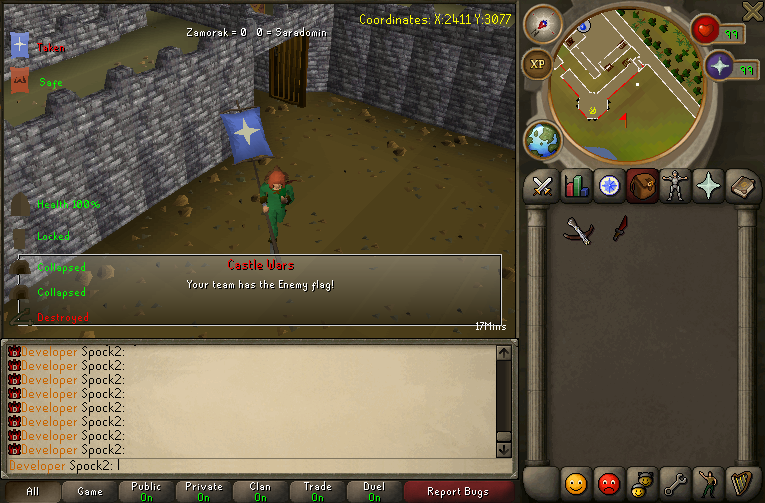 Coordinates: X:2411 Y:3077
Zamorak = 0 0 = Saradomin
Taken
Safe
99
XP
99
Health 100%
Locked
Collapsed
Collapsed
Destroyed
Castle Wars
Your team has the Enemy flag!
17Mins
Developer Spock2:
Developer Spock2:
Developer Spock2:
Developer Spock2:
Developer Spock2:
Developer Spock2:
Developer Spock2:
Developer Spock2:
Developer Spock2:
All
Game
Public
On
Private
On
Clan
On
Trade
On
Duel
On
Report Bugs